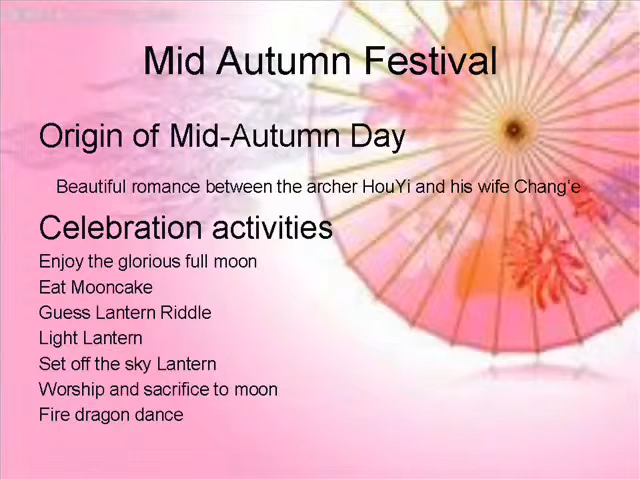 Mid Autumn Festival
Origin of Mid-Autumn Day
Beautiful romance between the archer HouYi and his wife Chang‘e
Celebration activities
Enjoy the glorious full moon
Eat Mooncake
Guess Lantern Riddle
Light Lantern
Set off the sky Lantern
Worship and sacrifice to moon
Fire dragon dance